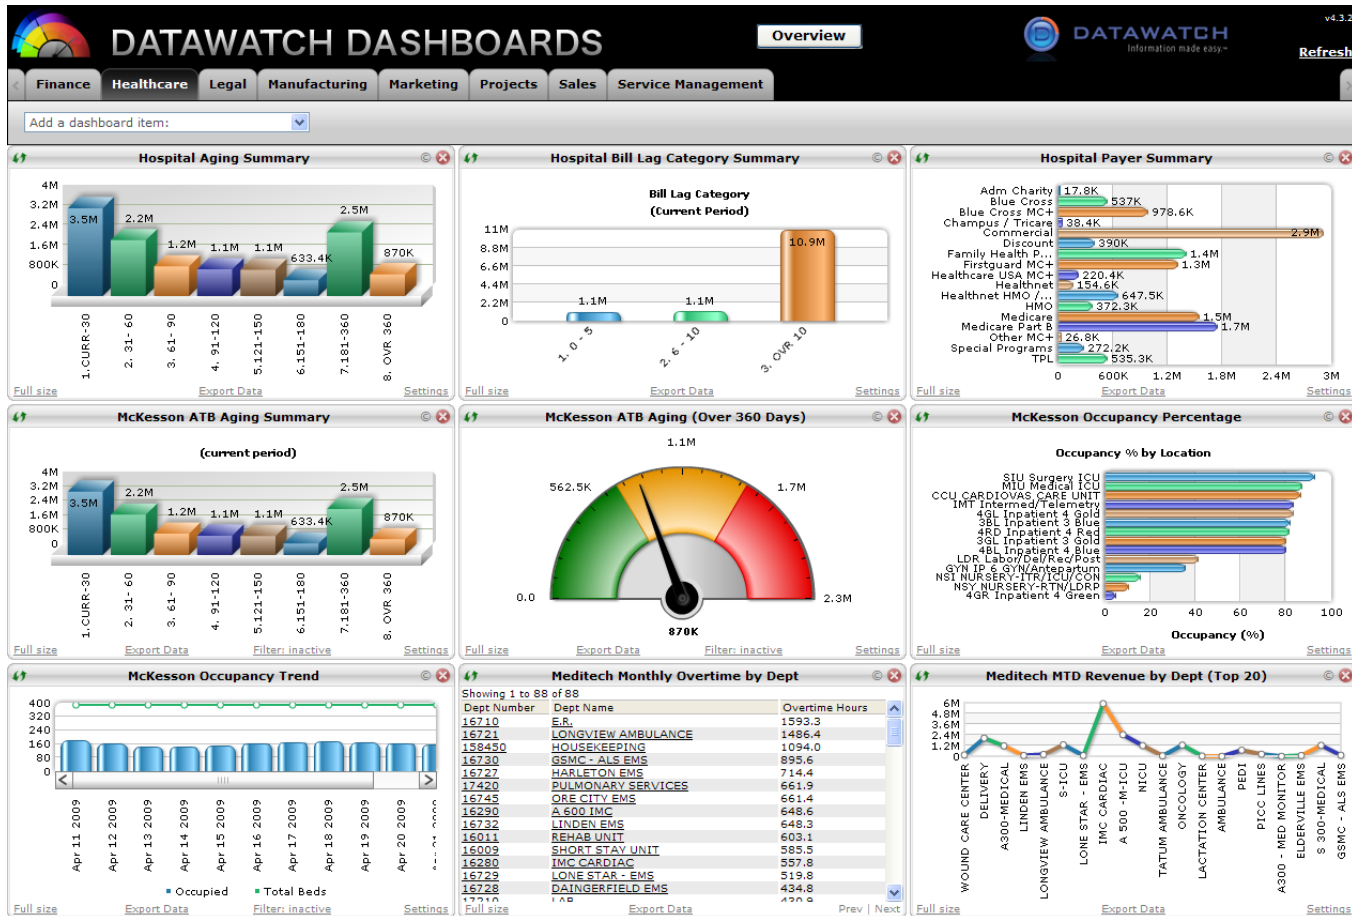 DATAWATCH DASHBOARDS
Overview
DATAWATCH
Information made easy.™
v4.3.2
Refresh
Finance Healthcare Legal Manufacturing Marketing Projects Sales Service Management
Add a dashboard item:
Hospital Aging Summary
4M
3.2M
2.4M
1.6M
800K
0
3.5M
2.2M
1.2M
1.1M
1.1M
633.4K
2.5M
870K
1.CURR-30
2. 31- 60
3. 61- 90
4. 91-120
5.121-150
6.151-180
7.181-360
8. OVR 360
Full size Export Data Settings
Hospital Bill Lag Category Summary
Bill Lag Category
(Current Period)
11M
8.8M
6.6M
4.4M
2.2M
0
1.1M
1.1M
10.9M
1. 0 - 5
2. 6 - 10
3. OVR 10
Full size Export Data Settings
Hospital Payer Summary
Adm Charity 17.8K
Blue Cross 537K
Blue Cross MC+ 978.6K
Champus / Tricare 38.4K
Commercial 2.9M
Discount 390K
Family Health P... 1.4M
Firstguard MC+ 1.3M
Healthcare USA MC+ 220.4K
Healthnet 154.6K
Healthnet HMO /... 647.5K
HMO 372.3K
Medicare 1.5M
Medicare Part B 1.7M
Other MC+ 26.8K
Special Programs 272.2K
TPL 535.3K
0 600K 1.2M 1.8M 2.4M 3M
Full size Export Data Settings
McKesson ATB Aging Summary
(current period)
4M
3.2M
2.4M
1.6M
800K
0
3.5M
2.2M
1.2M
1.1M
1.1M
633.4K
2.5M
870K
1.CURR-30
2. 31- 60
3. 61- 90
4. 91-120
5.121-150
6.151-180
7.181-360
8. OVR 360
Full size Export Data Filter: inactive Settings
McKesson ATB Aging (Over 360 Days)
1.1M
562.5K
1.7M
0.0
2.3M
870K
Full size Export Data Filter: inactive Settings
McKesson Occupancy Percentage
Occupancy % by Location
SIU Surgery ICU
MIU Medical ICU
CCU CARDIOVAS CARE UNIT
IMT Intermed/Telemetry
4GL Inpatient 4 Gold
3BL Inpatient 3 Blue
4RD Inpatient 4 Red
3GL Inpatient 3 Gold
4BL Inpatient 4 Blue
LDR Labor/Del/Rec/Post
GYN IP 6 GYN/Antepartum
NSI NURSERY-ITR/ICU/CON
NSY NURSERY-RTN/LDRP
4GR Inpatient 4 Green
0 20 40 60 80 100
Occupancy (%)
Full size Export Data Settings
McKesson Occupancy Trend
400
320
240
160
80
0
Apr 11 2009
Apr 12 2009
Apr 13 2009
Apr 14 2009
Apr 15 2009
Apr 16 2009
Apr 17 2009
Apr 18 2009
Apr 19 2009
Apr 20 2009
Occupied Total Beds
Full size Export Data Filter: inactive Settings
Meditech Monthly Overtime by Dept
Showing 1 to 88 of 88
Dept Number Dept Name Overtime Hours
16710 E.R. 1593.3
16721 LONGVIEW AMBULANCE 1486.4
158450 HOUSEKEEPING 1094.0
16730 GSMC - ALS EMS 895.6
16727 HARLETON EMS 714.4
17420 PULMONARY SERVICES 661.9
16745 ORE CITY EMS 661.4
16290 A 600 IMC 648.6
16732 LINDEN EMS 648.3
16011 REHAB UNIT 603.1
16009 SHORT STAY UNIT 585.5
16280 IMC CARDIAC 557.8
16729 LONE STAR - EMS 519.8
16728 DAINGERFIELD EMS 434.8
17210 LAB 430.9
Full size Export Data Prev | Next
Meditech MTD Revenue by Dept (Top 20)
6M
4.8M
3.6M
2.4M
1.2M
0
WOUND CARE CENTER
DELIVERY
A300-MEDICAL
LINDEN EMS
LONGVIEW AMBULANCE
S-ICU
LONE STAR - EMS
IMC CARDIAC
A 500 -M-ICU
NICU
TATUM AMBULANCE
ONCOLOGY
LACTATION CENTER
AMBULANCE
PEDI
PICC LINES
A300 - MED MONITOR
ELDERVILLE EMS
S 300-MEDICAL
GSMC - ALS EMS
Full size Export Data Settings